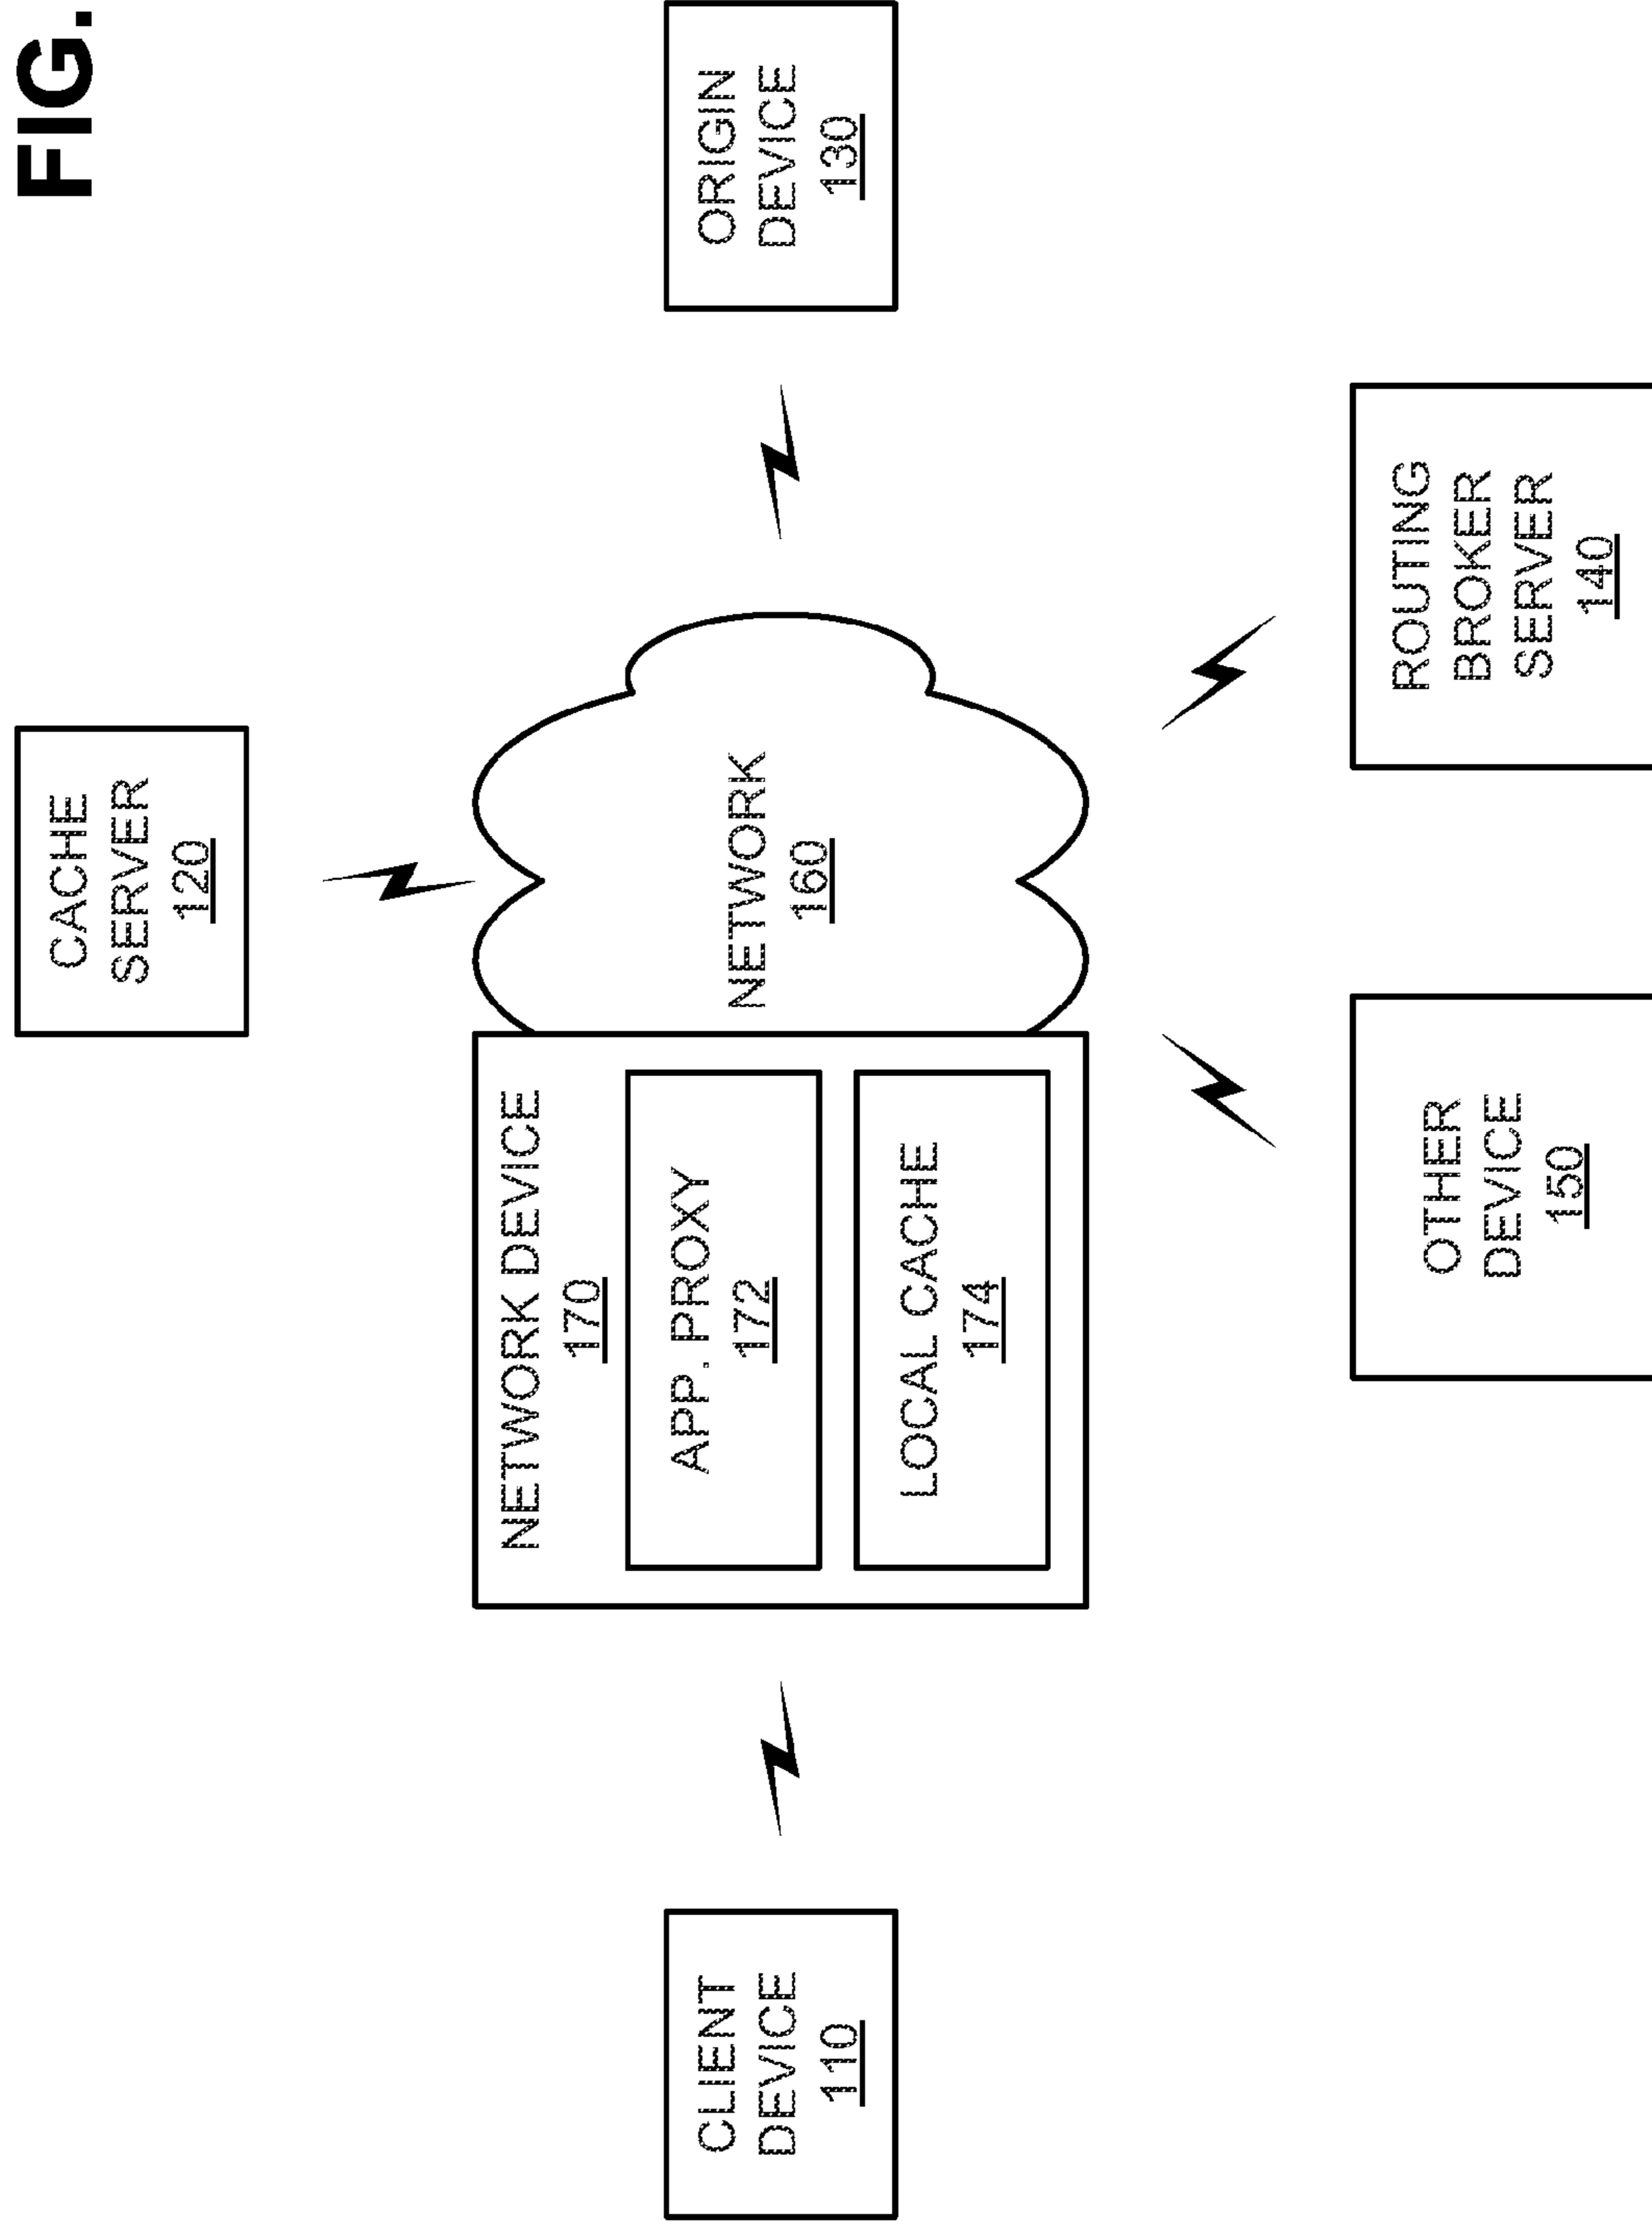 FIG.
CACHE
SERVER
120
CLIENT
DEVICE
110
NETWORK DEVICE
170
APP. PROXY
172
LOCAL CACHE
174
NETWORK
160
ORIGIN
DEVICE
130
OTHER
DEVICE
150
ROUTING
BROKER
SERVER
140